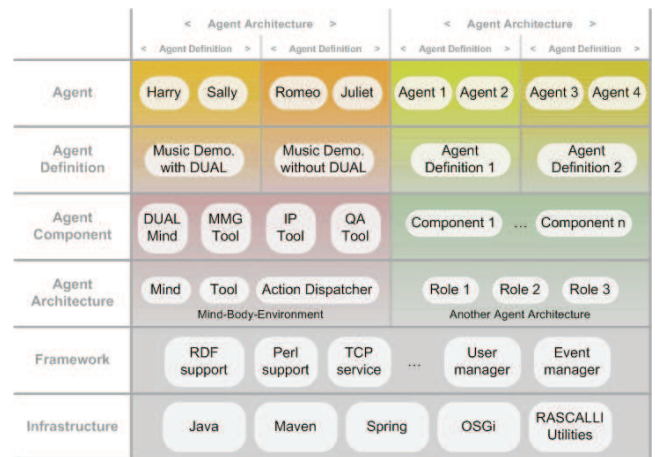 < Agent Architecture > < Agent Architecture >
< Agent Definition > < Agent Definition > < Agent Definition > < Agent Definition >
Agent Harry Sally Romeo Juliet Agent 1 Agent 2 Agent 3 Agent 4
Agent
Definition
Music Demo.
with DUAL
Music Demo.
without DUAL
Agent
Definition 1
Agent
Definition 2
Agent
Component
DUAL
Mind
MMG
Tool
IP
Tool
QA
Tool
Component 1 ... Component n
Agent
Architecture
Mind Tool Action Dispatcher Role 1 Role 2 Role 3
Mind-Body-Environment Another Agent Architecture
Framework
RDF
support
Perl
support
TCP
service
...
User
manager
Event
manager
Infrastructure Java Maven Spring OSGi
RASCALLI
Utilities